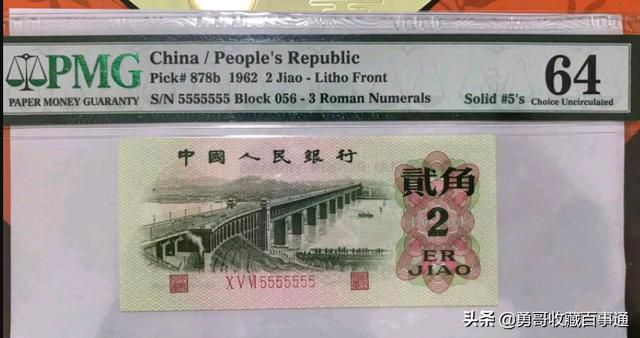 PMG
PAPER MONEY GUARANTY
China / People's Republic
Pick# 878b 1962 2 Jiao - Litho Front
S/N 5555555 Block 056 - 3 Roman Numerals
Solid #5's
64
Choice Uncirculated
中國人民銀行
貳角
2
ER
JIAO
X V VI 5555555
头条 @勇哥收藏百事通